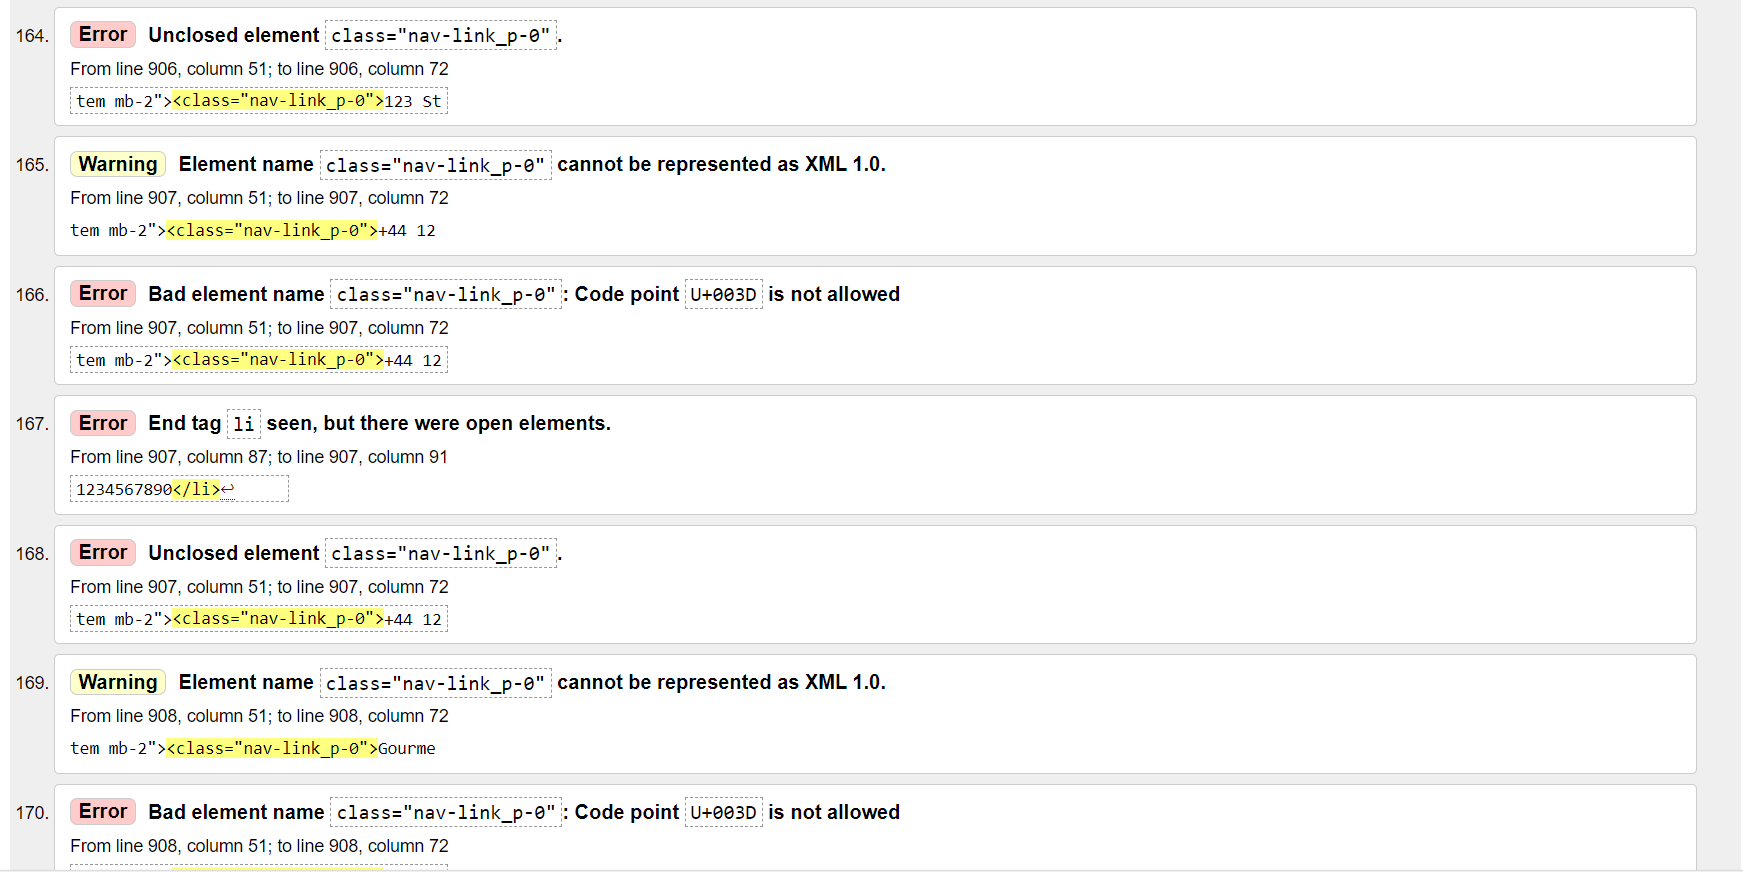 164. Error Unclosed element class="nav-link_p-0".
From line 906, column 51; to line 906, column 72
tem mb-2"><class="nav-link_p-0">123 St
165. Warning Element name class="nav-link_p-0" cannot be represented as XML 1.0.
From line 907, column 51; to line 907, column 72
tem mb-2"><class="nav-link_p-0">+44 12
166. Error Bad element name class="nav-link_p-0": Code point U+003D is not allowed
From line 907, column 51; to line 907, column 72
tem mb-2"><class="nav-link_p-0">+44 12
167. Error End tag li seen, but there were open elements.
From line 907, column 87; to line 907, column 91
1234567890</li>↩
168. Error Unclosed element class="nav-link_p-0".
From line 907, column 51; to line 907, column 72
tem mb-2"><class="nav-link_p-0">+44 12
169. Warning Element name class="nav-link_p-0" cannot be represented as XML 1.0.
From line 908, column 51; to line 908, column 72
tem mb-2"><class="nav-link_p-0">Gourme
170. Error Bad element name class="nav-link_p-0": Code point U+003D is not allowed
From line 908, column 51; to line 908, column 72